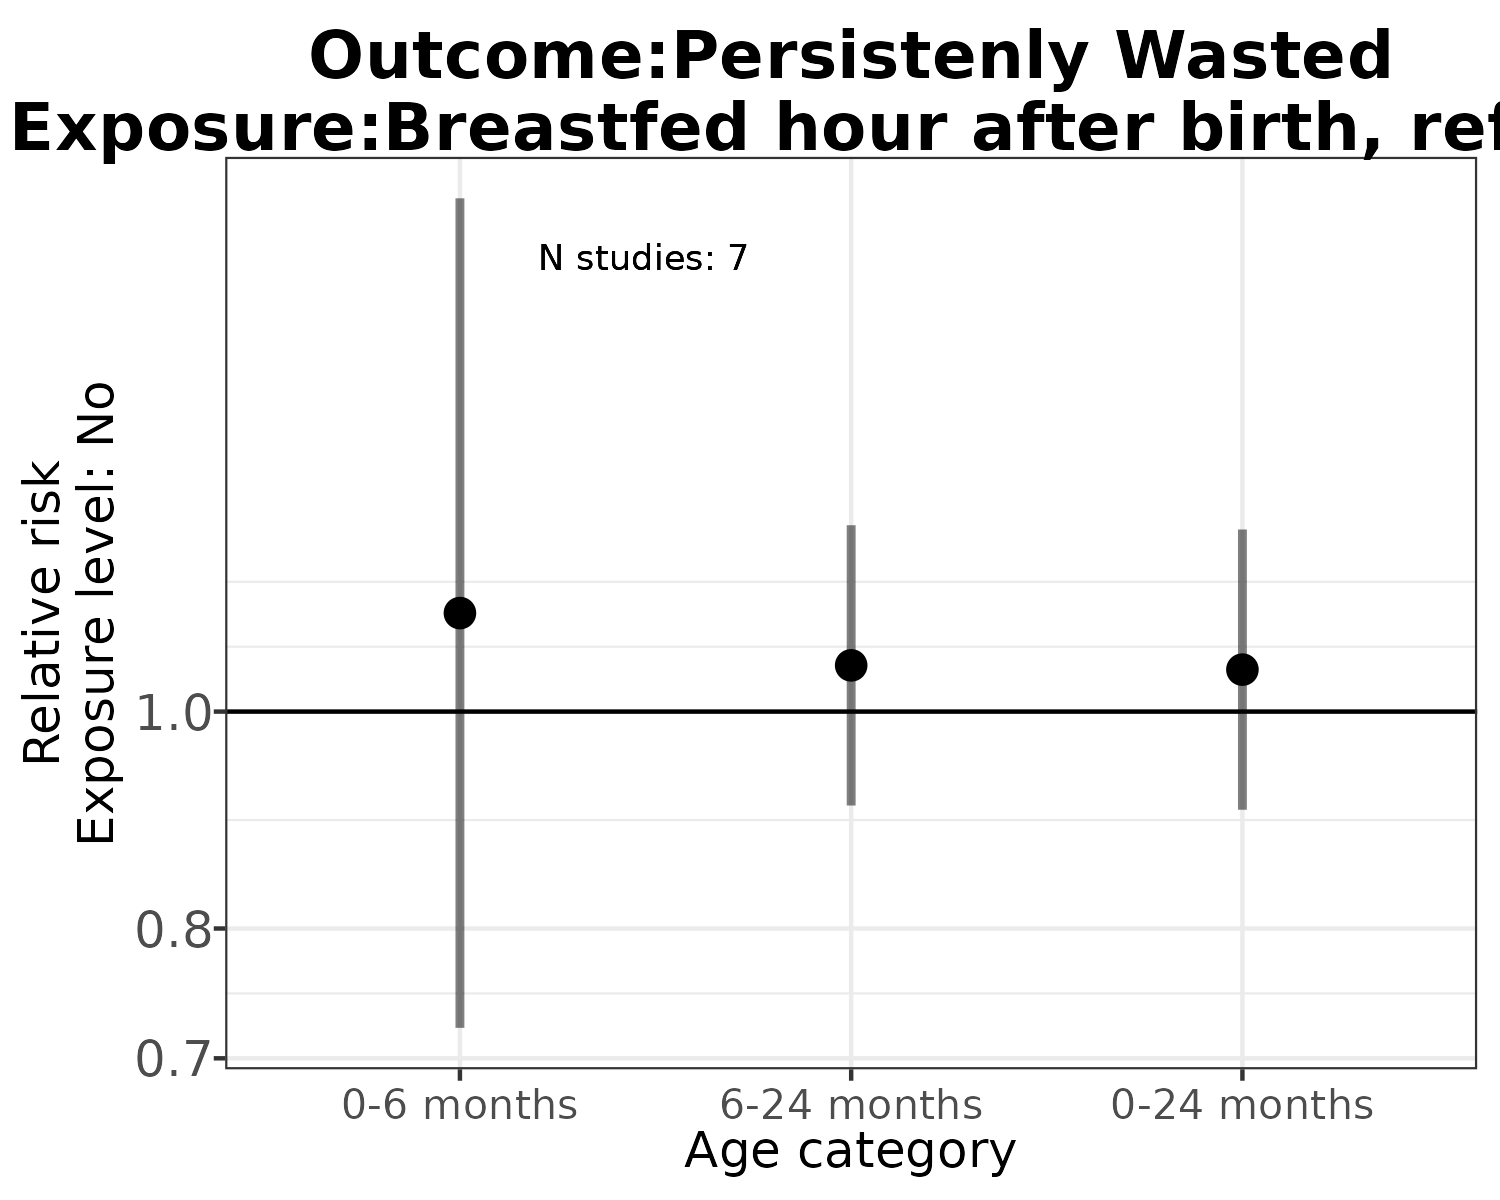 Outcome:Persistenly Wasted
Exposure:Breastfed hour after birth, ref
N studies: 7
Relative risk
Exposure level: No
1.0
0.8
0.7
0-6 months
6-24 months
0-24 months
Age category